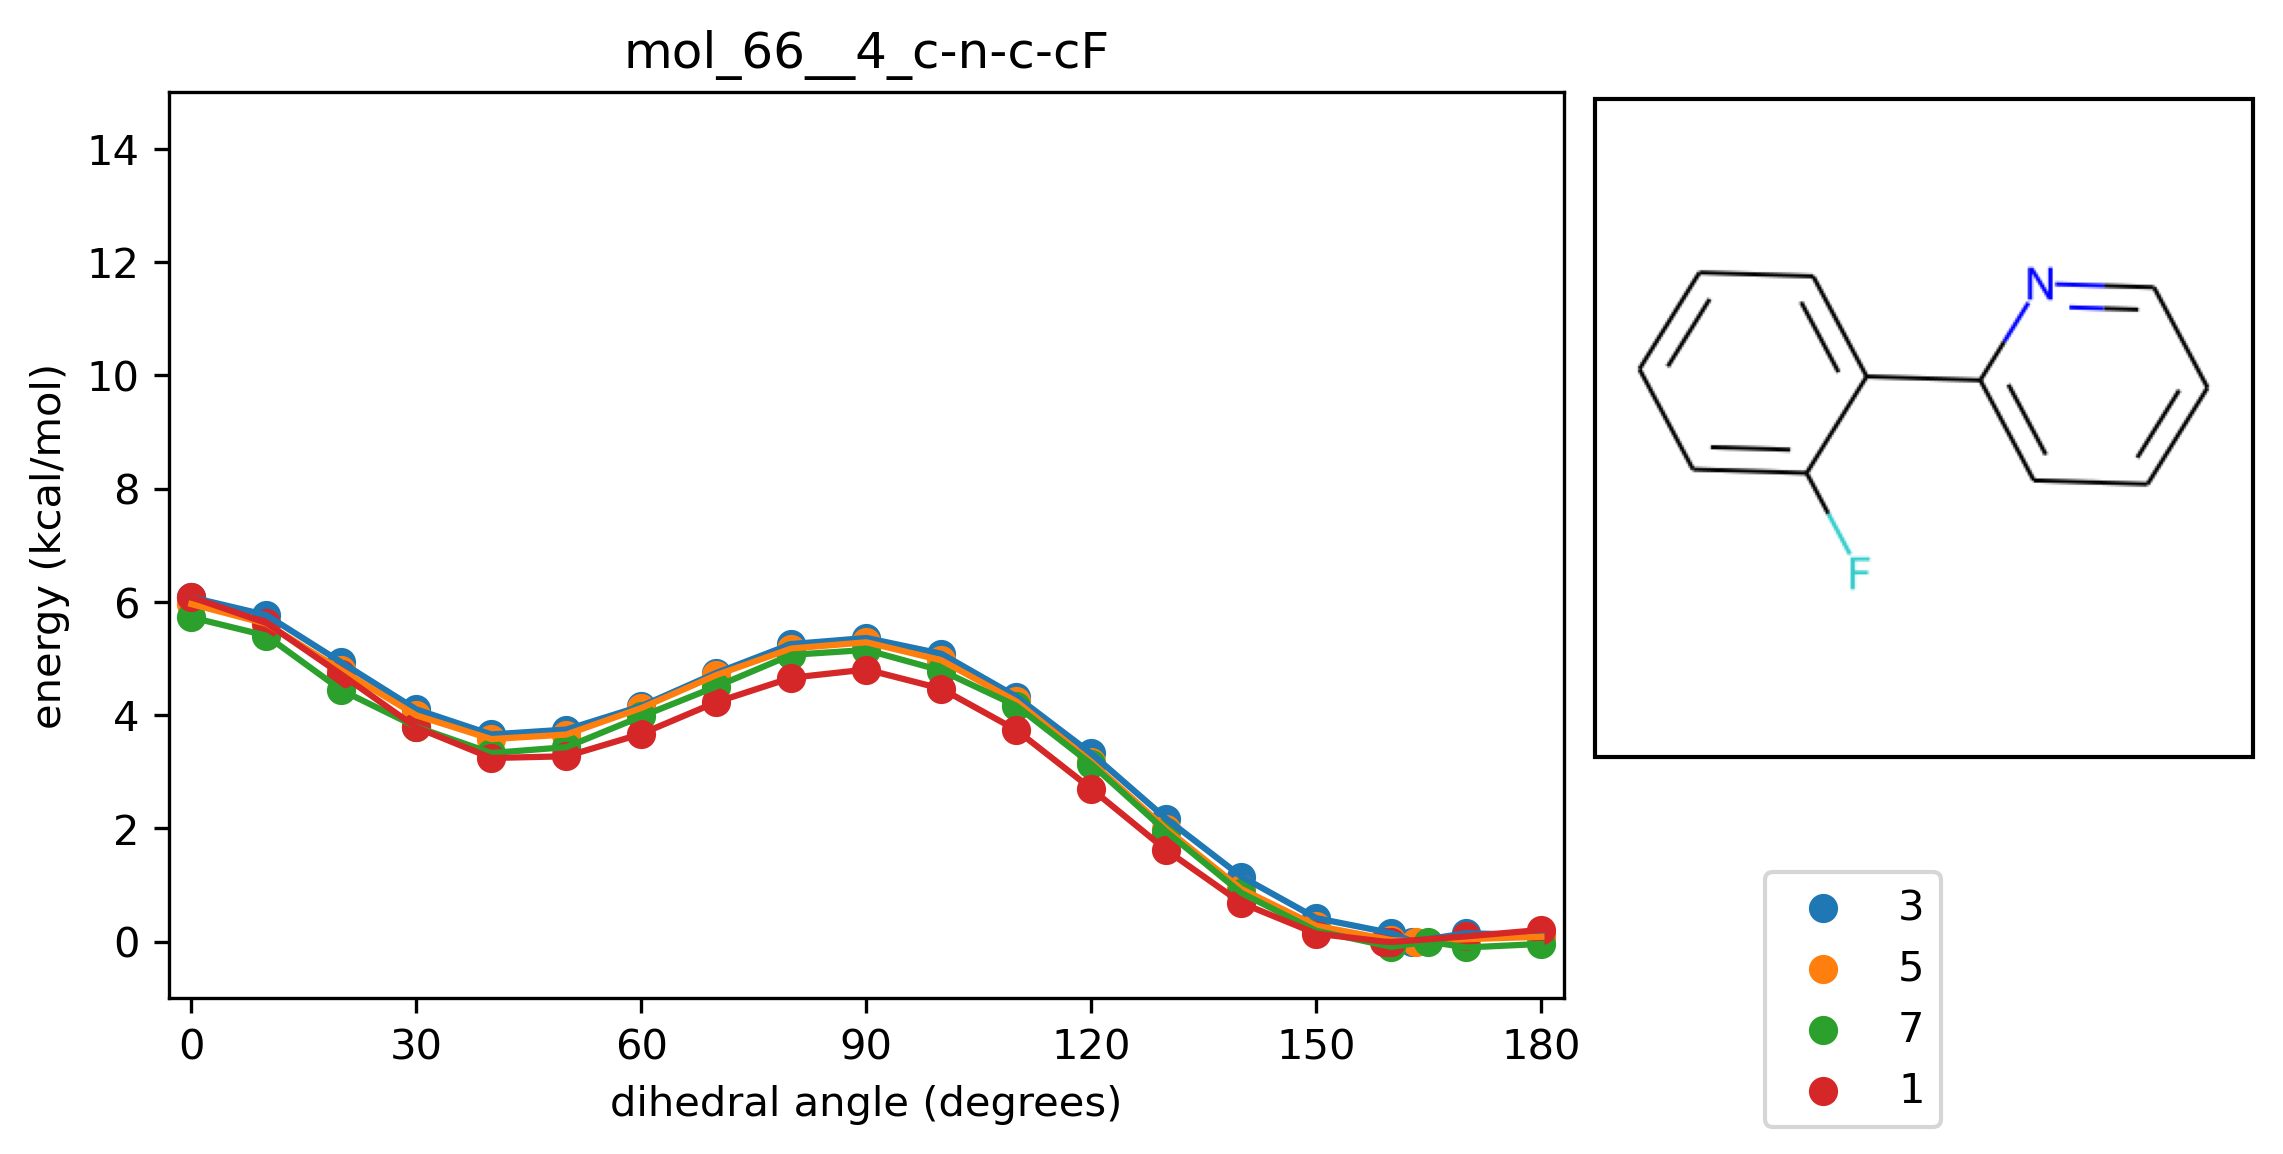 mol_66__4_c-n-c-cF
energy (kcal/mol)
14
12
10
8
6
4
2
0
0 30 60 90 120 150 180
dihedral angle (degrees)
N
F
3
5
7
1